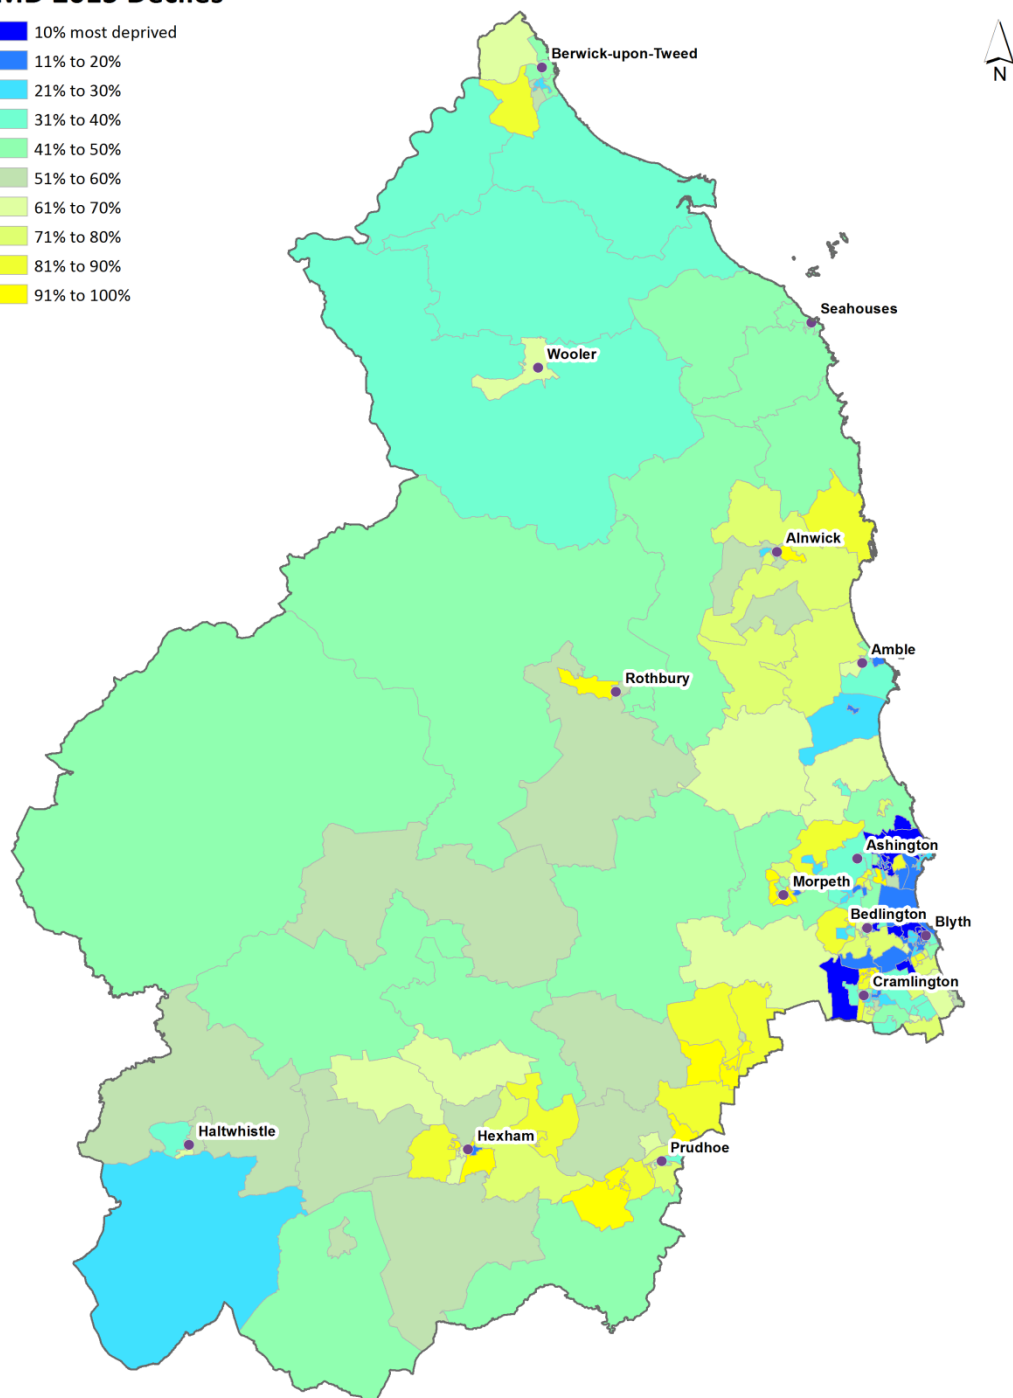 10% most deprived
11% to 20%
21% to 30%
31% to 40%
41% to 50%
51% to 60%
61% to 70%
71% to 80%
81% to 90%
91% to 100%
N
Berwick-upon-Tweed
Seahouses
Wooler
Alnwick
Amble
Rothbury
Ashington
Morpeth
Bedlington
Blyth
Cramlington
Haltwhistle
Hexham
Prudhoe